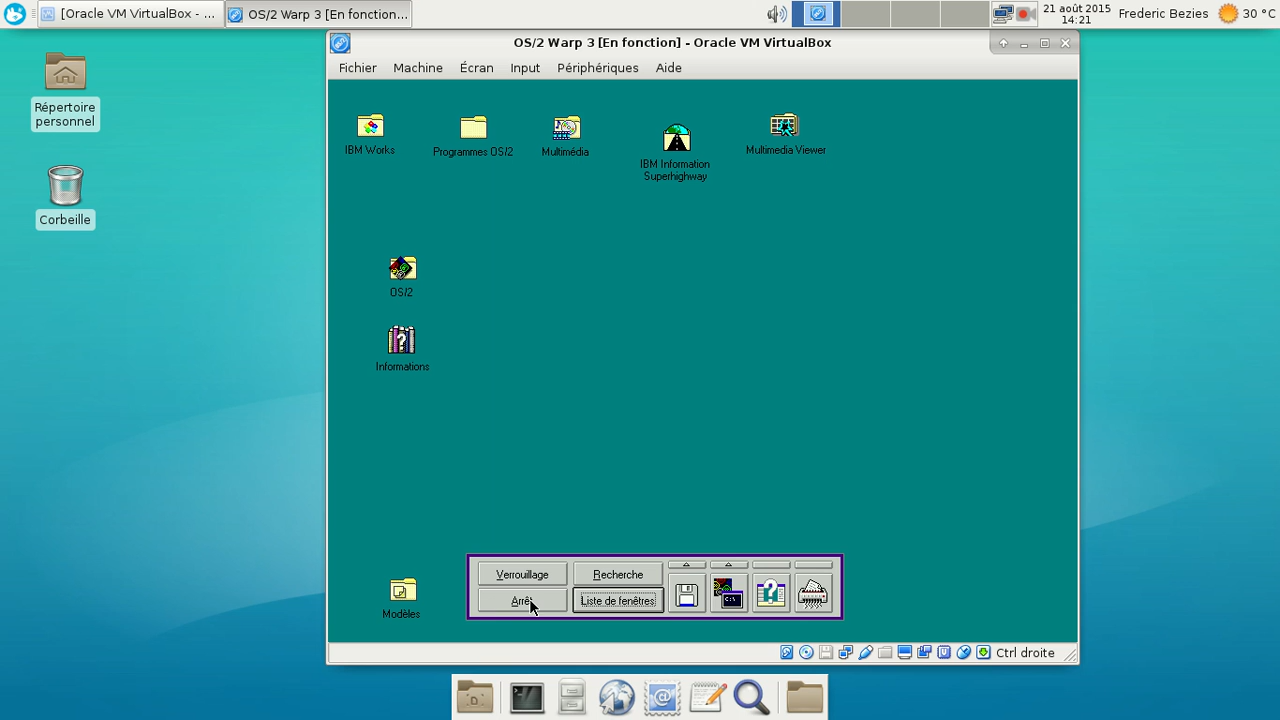 [Oracle VM VirtualBox - ...
OS/2 Warp 3 [En fonction...
21 août 2015
14:21
Frederic Bezies
30 °C
Répertoire
personnel
Corbeille
OS/2 Warp 3 [En fonction] - Oracle VM VirtualBox
Fichier Machine Écran Input Périphériques Aide
IBM Works
Programmes OS/2
Multimédia
IBM Information
Superhighway
Multimedia Viewer
OS/2
Informations
Modèles
Verrouillage
Recherche
Arrêt
Liste de fenêtres
Ctrl droite